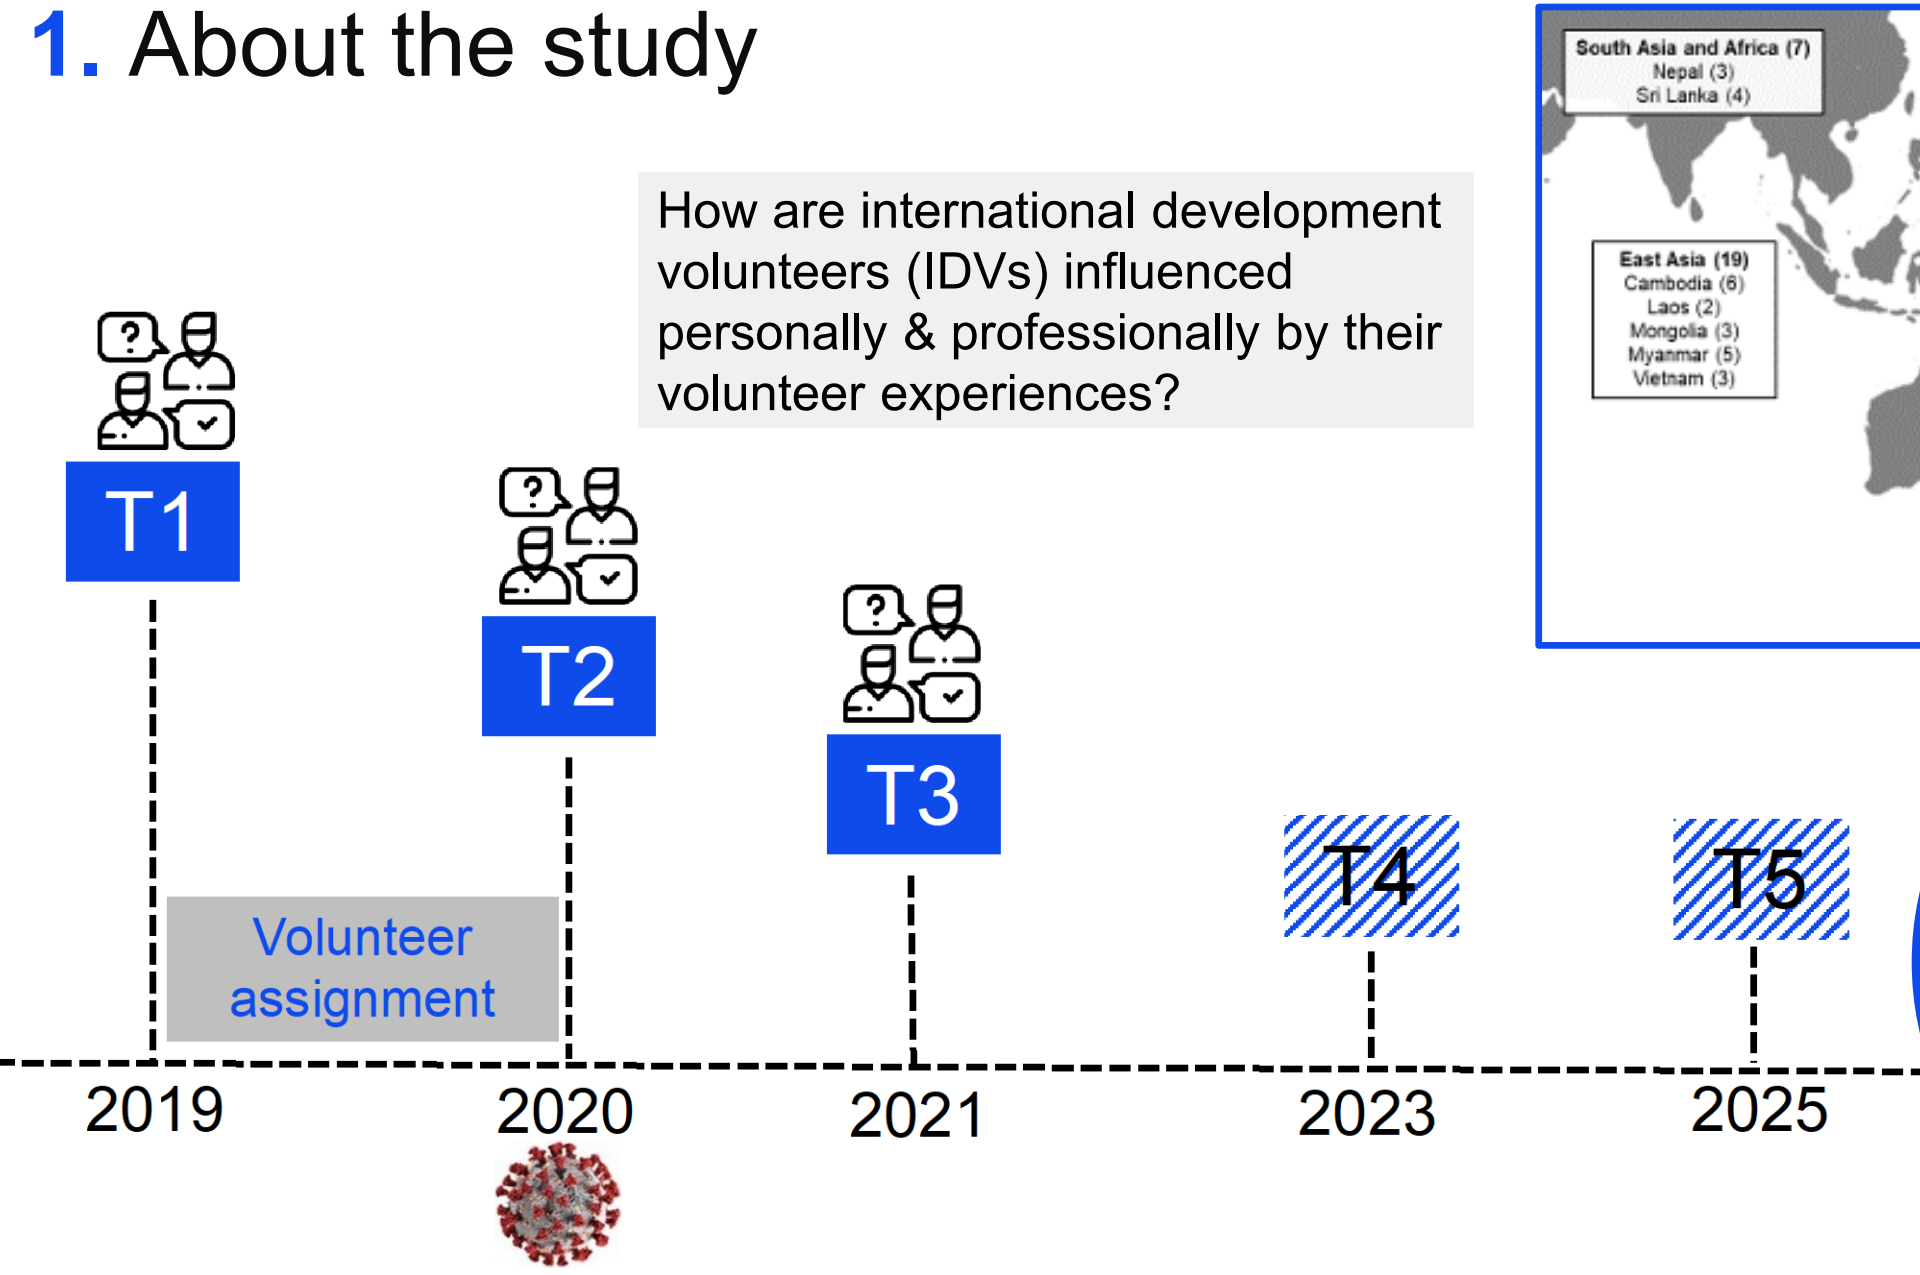 1. About the study
South Asia and Africa (7)
Nepal (3)
Sri Lanka (4)
How are international development
volunteers (IDVs) influenced
personally & professionally by their
volunteer experiences?
East Asia (19)
Cambodia (6)
Laos (2)
Mongolia (3)
Myanmar (5)
Vietnam (3)
?
T1
?
T2
?
T3
T4
T5
Volunteer
assignment
2019
2020
2021
2023
2025